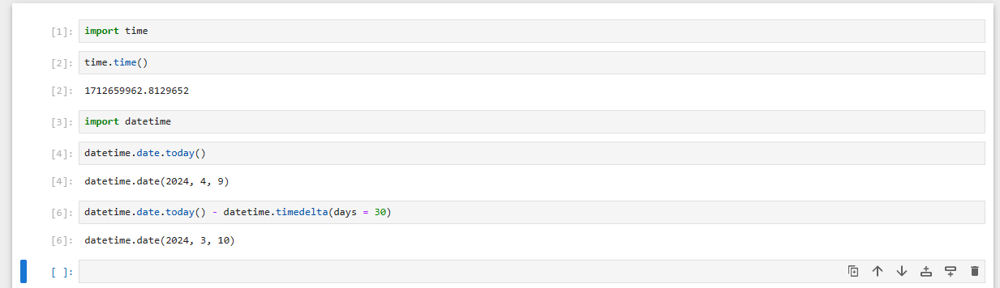 [1]: import time
[2]: time.time()
[2]: 1712659962.8129652
[3]: import datetime
[4]: datetime.date.today()
[4]: datetime.date(2024, 4, 9)
[6]: datetime.date.today() - datetime.timedelta(days = 30)
[6]: datetime.date(2024, 3, 10)
[ ]: